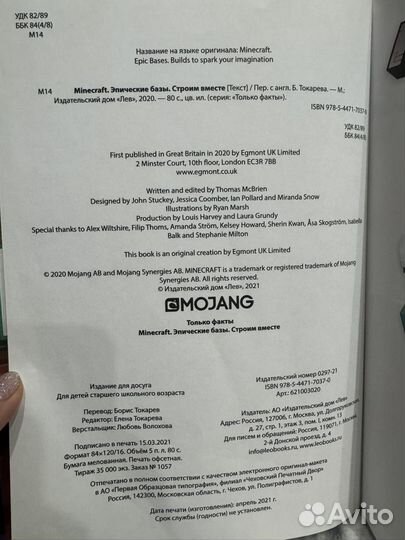 УДК 82/89
ББК 84(4/8)
М14
Название на языке оригинала: Minecraft.
Epic Bases. Builds to spark your imagination
М14 Minecraft. Эпические базы. Строим вместе [Текст] / Пер. с англ. Б. Токарева. — М.:
Издательский дом «Лев», 2020. — 80 с., цв. ил. (серия: «Только факты»).
ISBN 978-5-4471-7037-0
УДК 82/89
ББК 84(4/8)
First published in Great Britain in 2020 by Egmont UK Limited
2 Minster Court, 10th floor, London EC3R 7BB
www.egmont.co.uk
Written and edited by Thomas McBrien
Designed by John Stuckey, Jessica Coomber, Ian Pollard and Miranda Snow
Illustrations by Ryan Marsh
Production by Louis Harvey and Laura Grundy
Special thanks to Alex Wiltshire, Filip Thoms, Amanda Ström, Kelsey Howard, Sherin Kwan, Åsa Skogström, Isabella
Balk and Stephanie Milton
This book is an original creation by Egmont UK Limited
© 2020 Mojang AB and Mojang Synergies AB. MINECRAFT is a trademark or registered trademark of Mojang
Synergies AB. All rights reserved.
© Издательский дом «Лев», 2021
MOJANG
Только факты
Minecraft. Эпические базы. Строим вместе
Издание для досуга
Для детей старшего школьного возраста
Перевод: Борис Токарев
Редактор: Елена Токарева
Верстальщик: Любовь Волохова
Подписано в печать 15.03.2021
Формат 84×120/16. Объём 5 п. л. 80 с.
Бумага мелованная. Печать офсетная.
Тираж 35 000 экз. Заказ № 1057
Издательский номер 0297-21
ISBN 978-5-4471-7037-0
Арт.: 621003020
Издатель: АО «Издательский дом «Лев»
Адрес: Россия, 127106, г. Москва, ул. Долгоруковская,
д. 27, стр. 1, этаж 3, пом. I, комн. 13
Для писем и обращений: Россия, 119071, г. Москва,
2-й Донской проезд, д. 4
info@leobooks.ru, www.leobooks.ru
Отпечатано в полном соответствии с качеством электронного оригинал-макета
в АО «Первая Образцовая типография», филиал «Чеховский Печатный Двор»
Россия, 142300, Московская область, г. Чехов, ул. Полиграфистов, д. 1
Дата изготовления: апрель 2021 г.
Срок службы (годности) не установлен
Avito